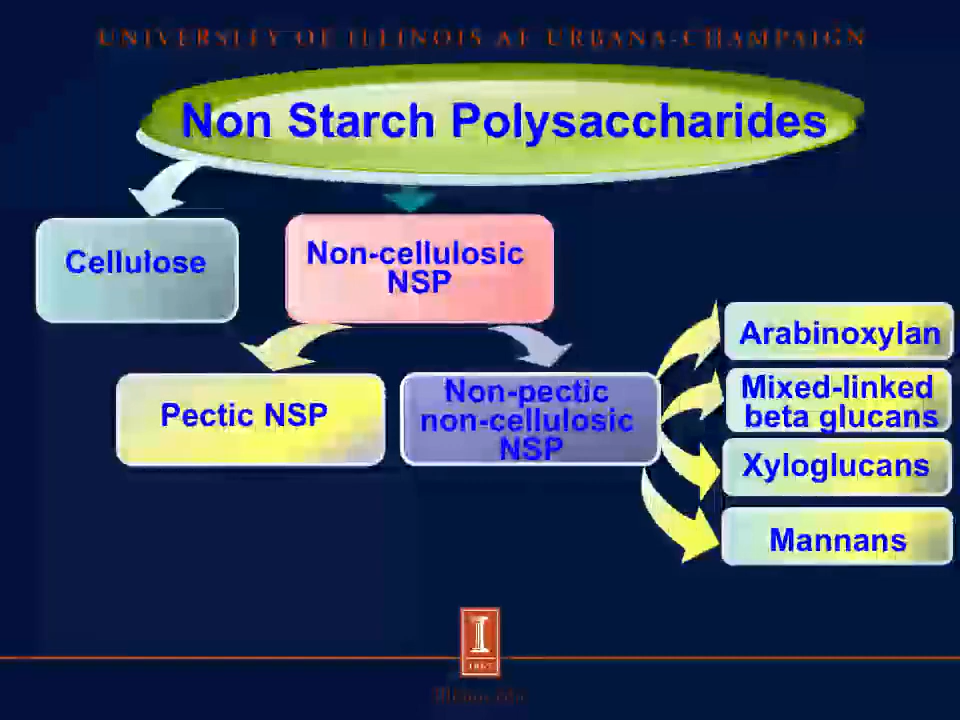 UNIVERSITY OF ILLINOIS AT URBANA-CHAMPAIGN
Non Starch Polysaccharides
Cellulose
Non-cellulosic
NSP
Pectic NSP
Non-pectic
non-cellulosic
NSP
Arabinoxylan
Mixed-linked
beta glucans
Xyloglucans
Mannans
I
1867